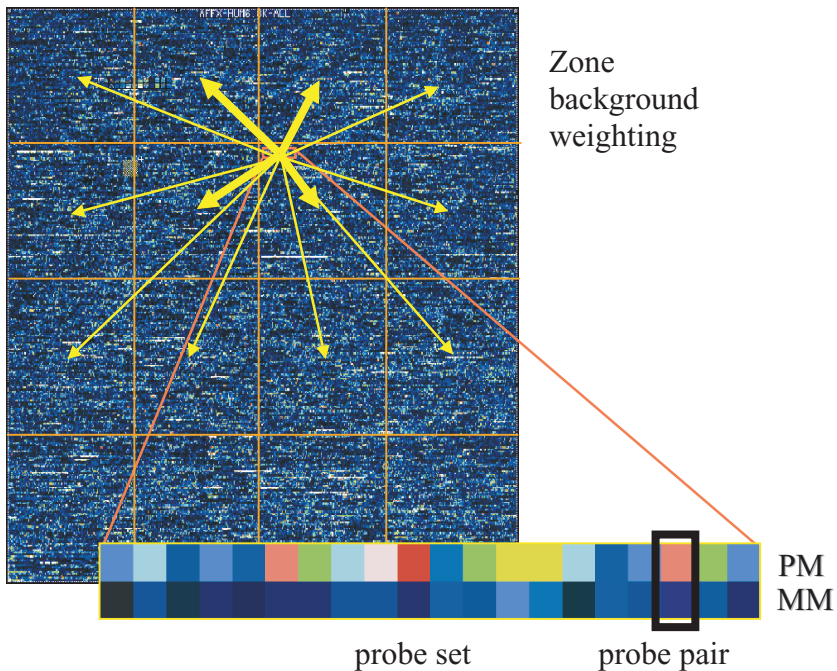 Zone
background
weighting
PM
MM
probe set
probe pair